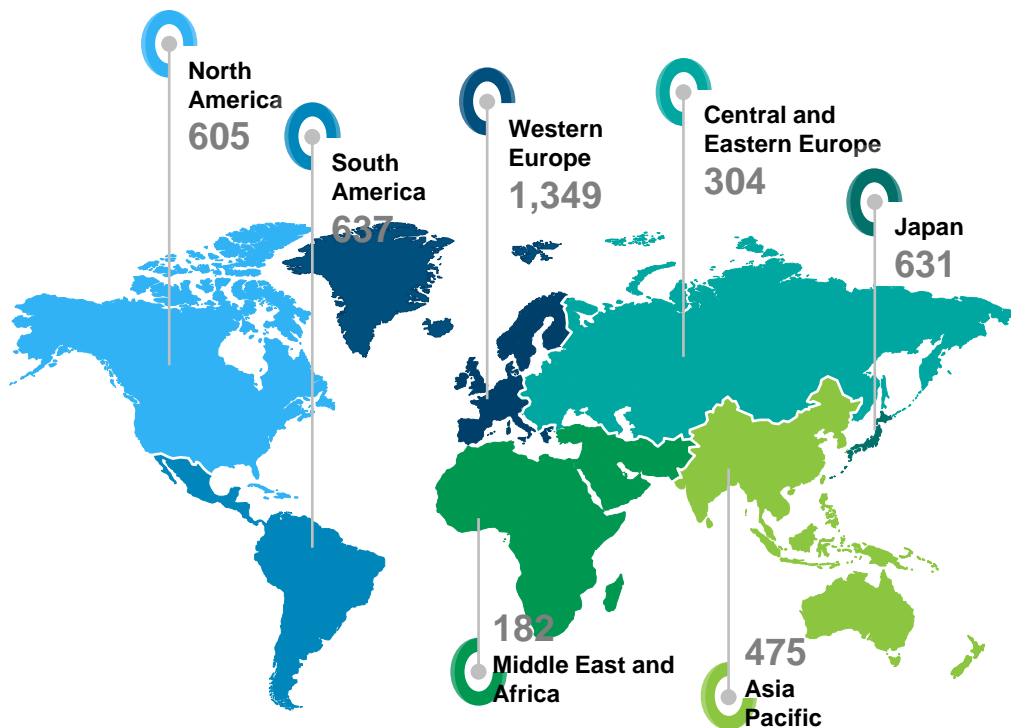 North
America
605
South
America
637
Western
Europe
1,349
Central and
Eastern Europe
304
Japan
631
182
Middle East and
Africa
475
Asia
Pacific